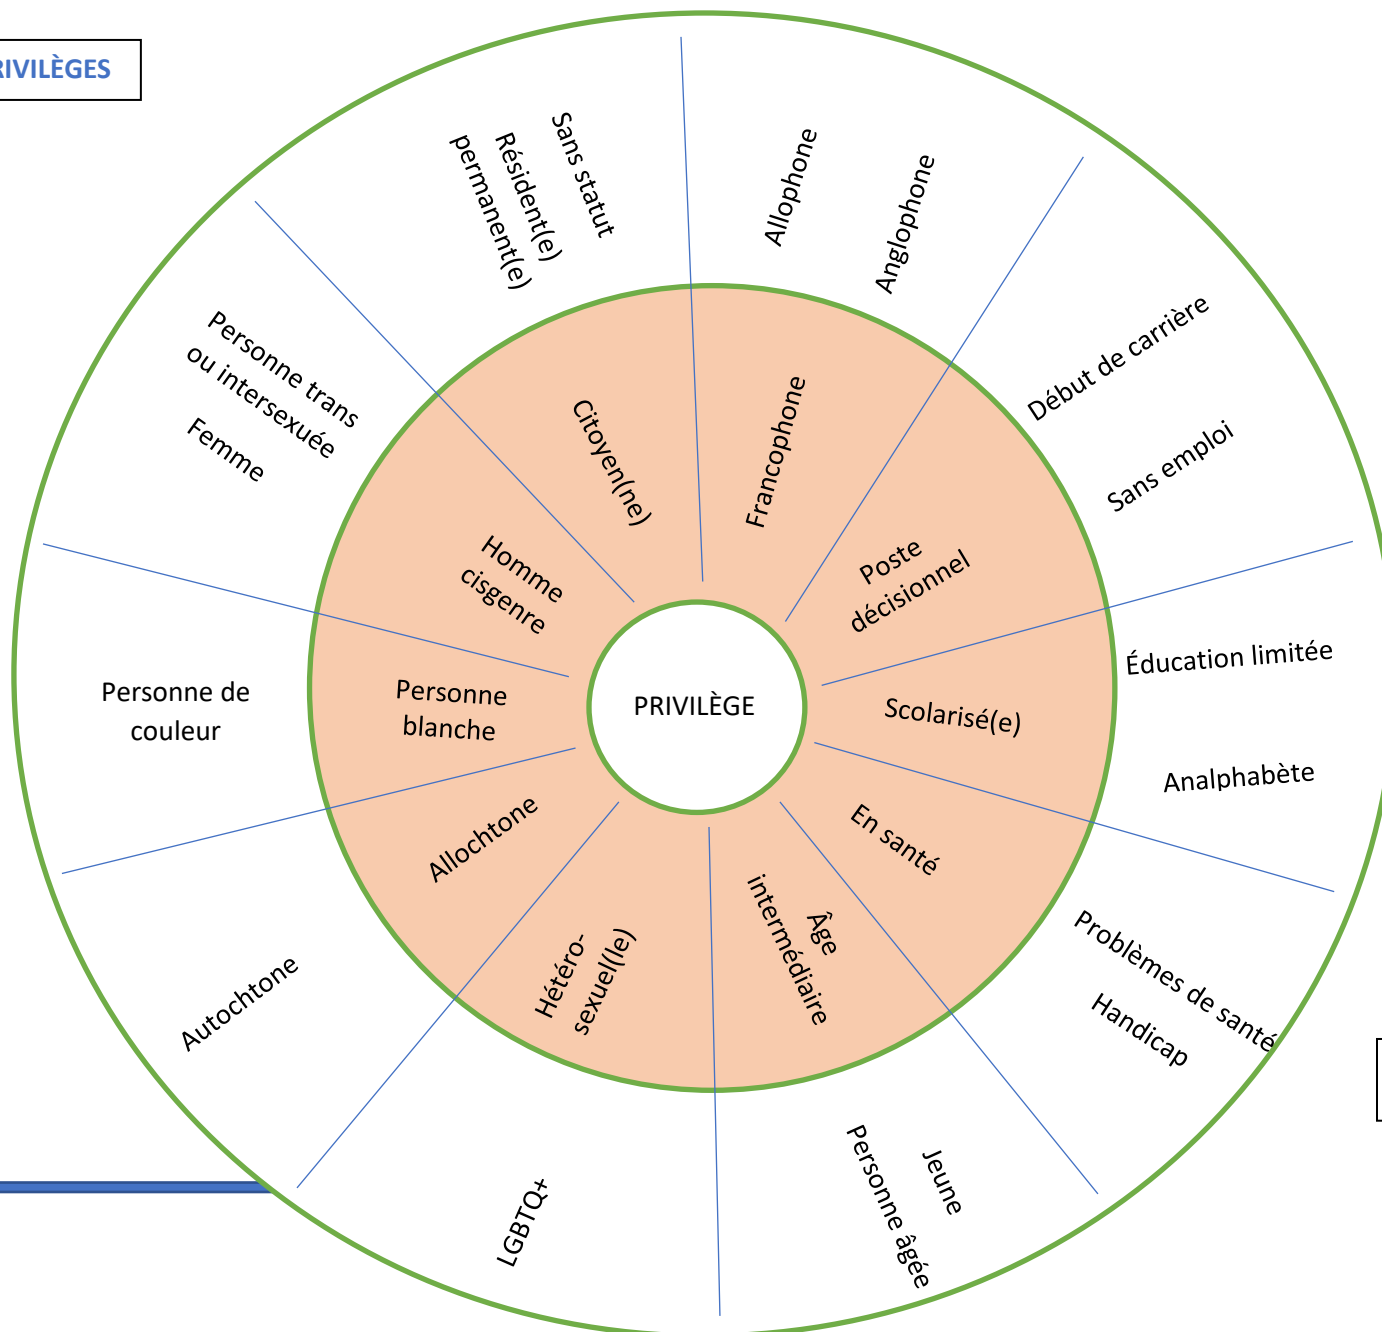 RIVILÈGES
Sans statut
Résident(e)
permanent(e)
Allophone
Anglophone
Début de carrière
Sans emploi
Éducation limitée
Analphabète
Problèmes de santé
Handicap
Jeune
Personne âgée
LGBTQ+
Autochtone
Personne de
couleur
Personne trans
ou intersexuée
Femme
Citoyen(ne)
Francophone
Poste
décisionnel
Scolarisé(e)
En santé
Âge
intermédiaire
Hétéro-
sexuel(le)
Allochtone
Personne
blanche
Homme
cisgenre
PRIVILÈGE